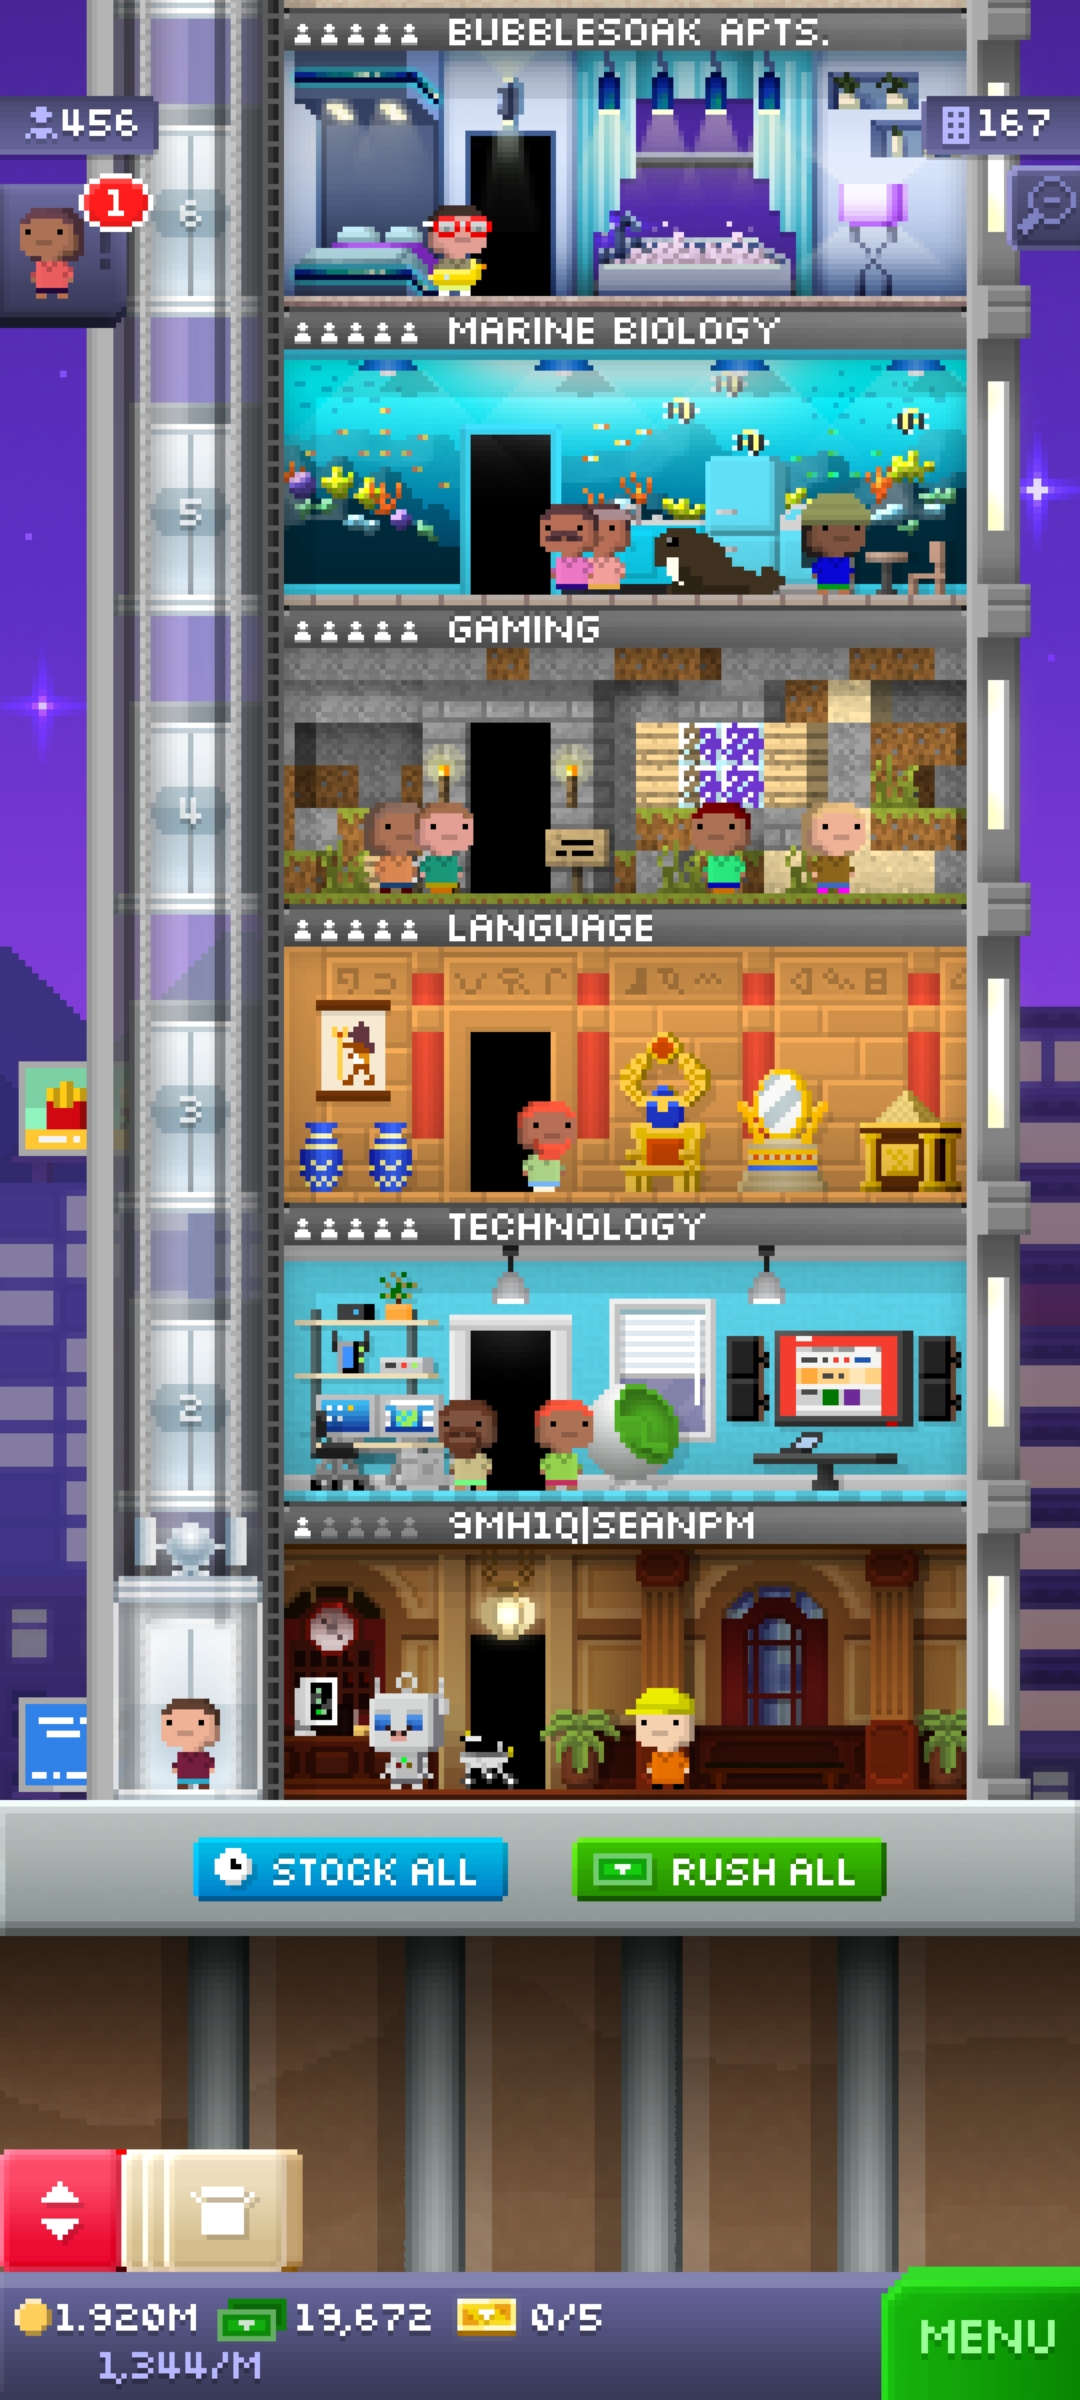 BUBBLESOAK APTS.
456
167
1
6
MARINE BIOLOGY
5
GAMING
4
LANGUAGE
3
TECHNOLOGY
2
9MH1Q|SEANPM
STOCK ALL
RUSH ALL
1.920M 19,672 0/5
1,344/M
MENU